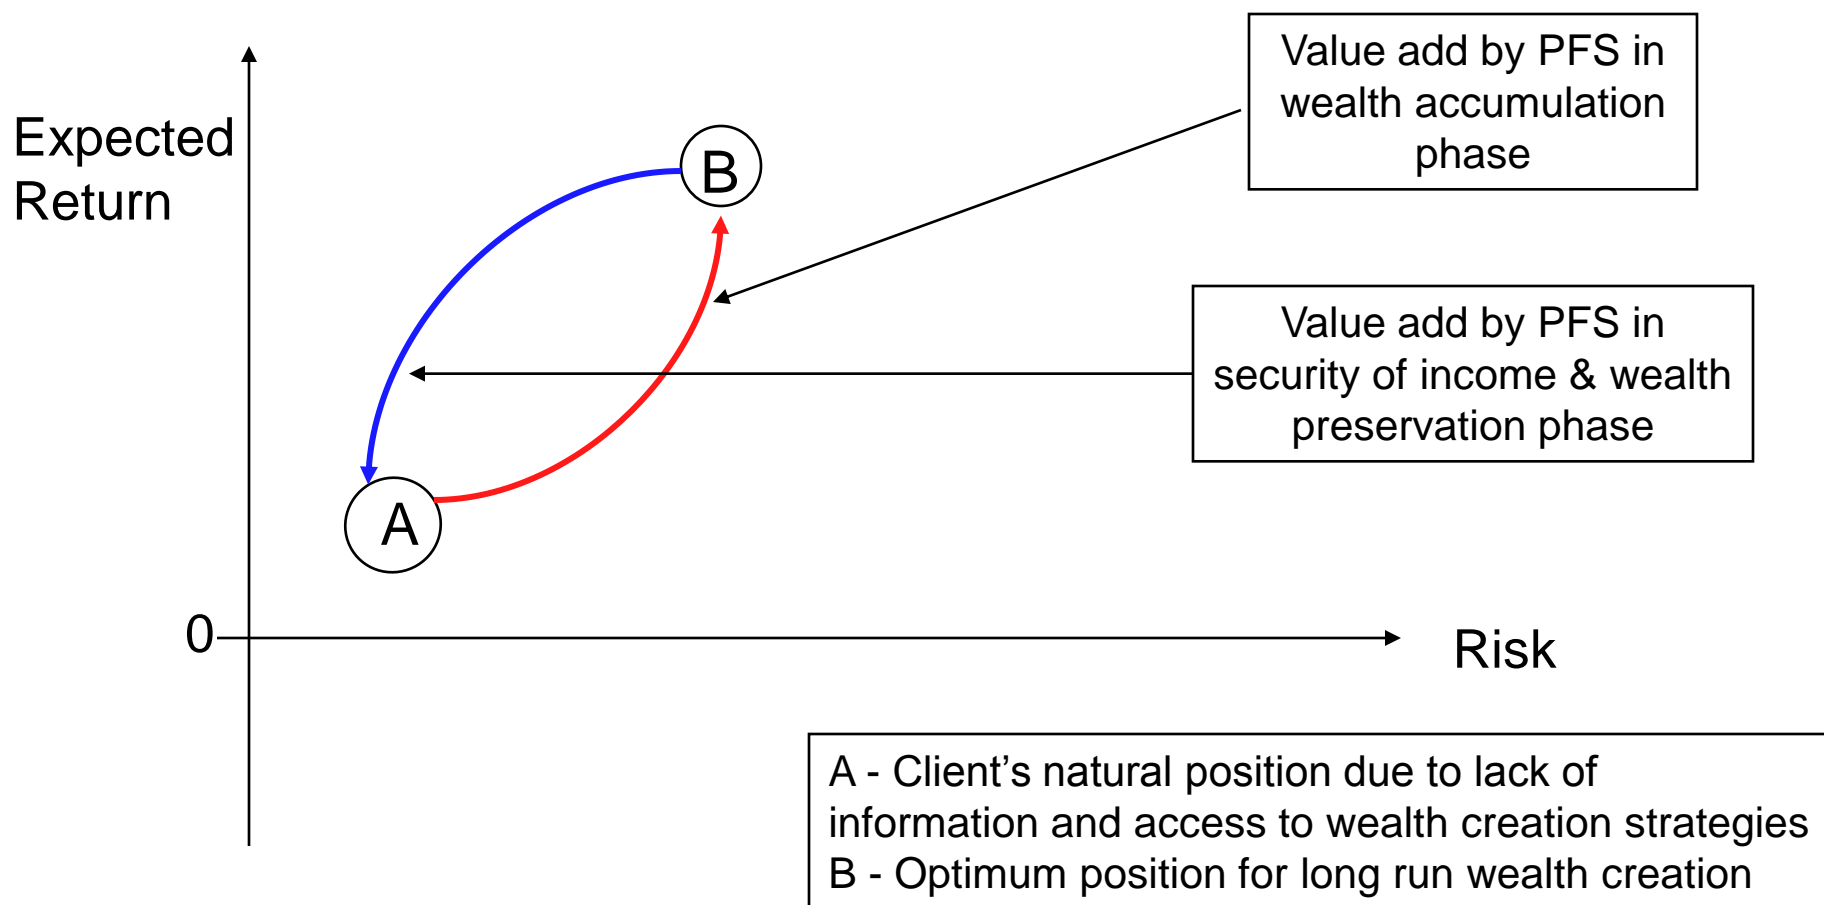 Expected
Return
B
A
0
Risk
Value add by PFS in
wealth accumulation
phase
Value add by PFS in
security of income & wealth
preservation phase
A - Client’s natural position due to lack of
information and access to wealth creation strategies
B - Optimum position for long run wealth creation